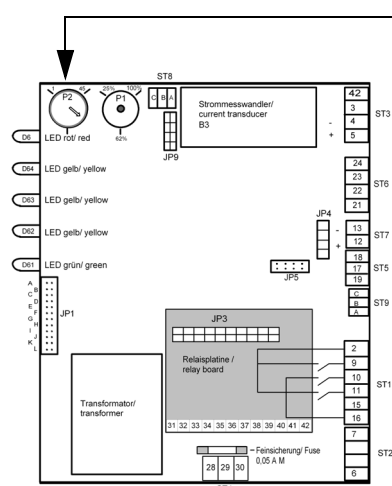 ST8
1 45 25% 100%
P2 P1 C B A
62%
42
3
4
5
-
+
ST3
Strommesswandler/
current transducer
B3
JP9
D6 LED rot/ red
D64 LED gelb/ yellow
D63 LED gelb/ yellow
D62 LED gelb/ yellow
D61 LED grün/ green
24
23
22
21
ST6
JP4
-
+
13
12
ST7
18
17
19
ST5
JP5
C
B
A
ST9
A
B
C
D
E
F
G
H
I
J
K
L
JP1
JP3
Relaisplatine /
relay board
31 32 33 34 35 36 37 38 39 40 41 42
2
9
10
11
15
16
ST1
Transformator/
transformer
Feinsicherung/ Fuse
0,05 A M
28 29 30
7
6
ST2